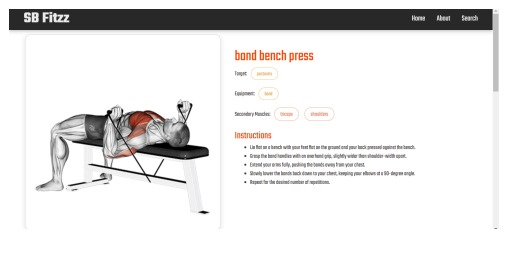 SB Fitzz
Home About Search
band bench press
Target: pectorals
Equipment: band
Secondary Muscles: triceps shoulders
Instructions
Lie flat on a bench with your feet flat on the ground and your back pressed against the bench.
Grasp the band handles with an overhand grip, slightly wider than shoulder-width apart.
Extend your arms fully, pushing the bands away from your chest.
Slowly lower the bands back down to your chest, keeping your elbows at a 90-degree angle.
Repeat for the desired number of repetitions.